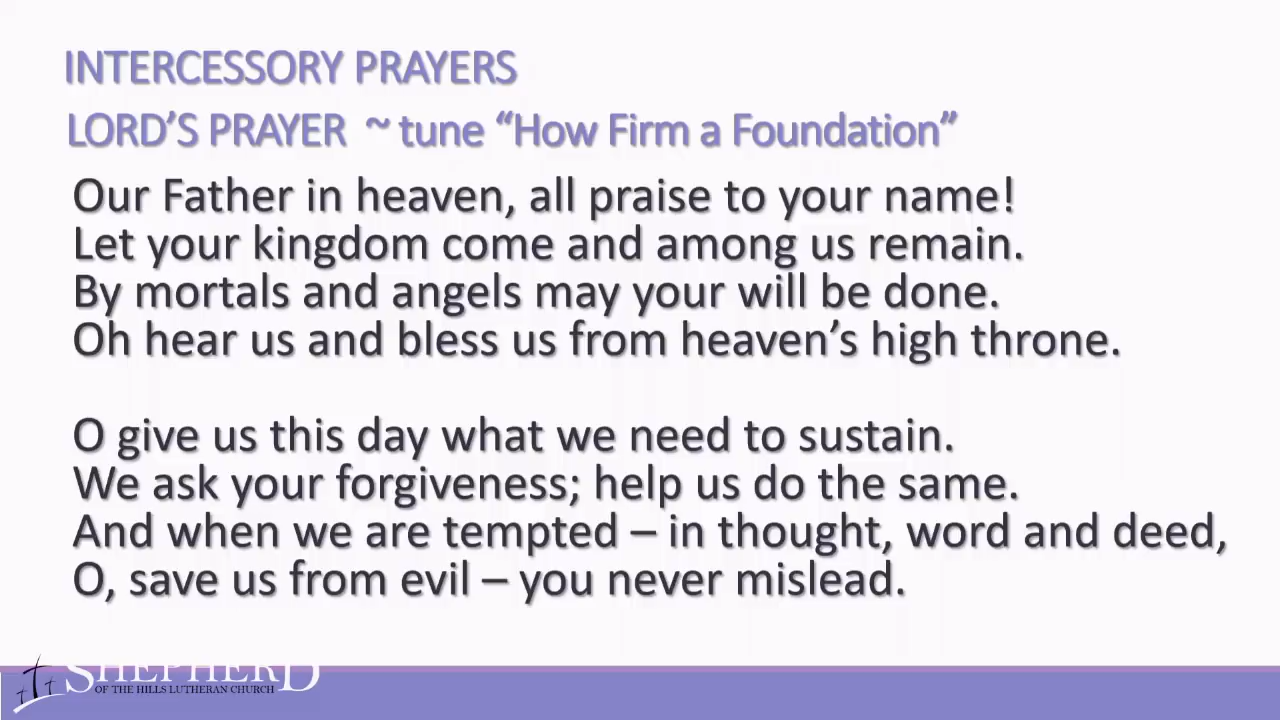 INTERCESSORY PRAYERS
LORD’S PRAYER ~ tune “How Firm a Foundation”
Our Father in heaven, all praise to your name!
Let your kingdom come and among us remain.
By mortals and angels may your will be done.
Oh hear us and bless us from heaven’s high throne.
O give us this day what we need to sustain.
We ask your forgiveness; help us do the same.
And when we are tempted – in thought, word and deed,
O, save us from evil – you never mislead.
SHEPHERD
OF THE HILLS LUTHERAN CHURCH